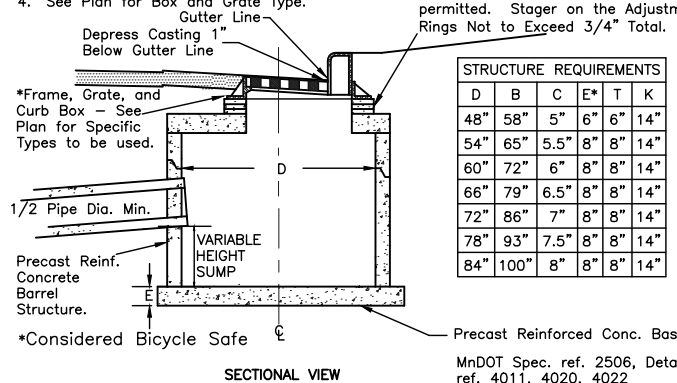 4. See Plan for Box and Grate Type.
Gutter Line
Depress Casting 1"
Below Gutter Line
permitted. Stager on the Adjustm
Rings Not to Exceed 3/4" Total.
*Frame, Grate, and
Curb Box – See
Plan for Specific
Types to be used.
STRUCTURE REQUIREMENTS
D B C E* T K
48" 58" 5" 6" 6" 14"
54" 65" 5.5" 8" 8" 14"
60" 72" 6" 8" 8" 14"
66" 79" 6.5" 8" 8" 14"
72" 86" 7" 8" 8" 14"
78" 93" 7.5" 8" 8" 14"
84" 100" 8" 8" 8" 14"
D
1/2 Pipe Dia. Min.
VARIABLE
HEIGHT
SUMP
Precast Reinf.
Concrete
Barrel
Structure.
E
*Considered Bicycle Safe
℄
Precast Reinforced Conc. Bas
SECTIONAL VIEW
MnDOT Spec. ref. 2506, Deta
ref. 4011, 4020, 4022